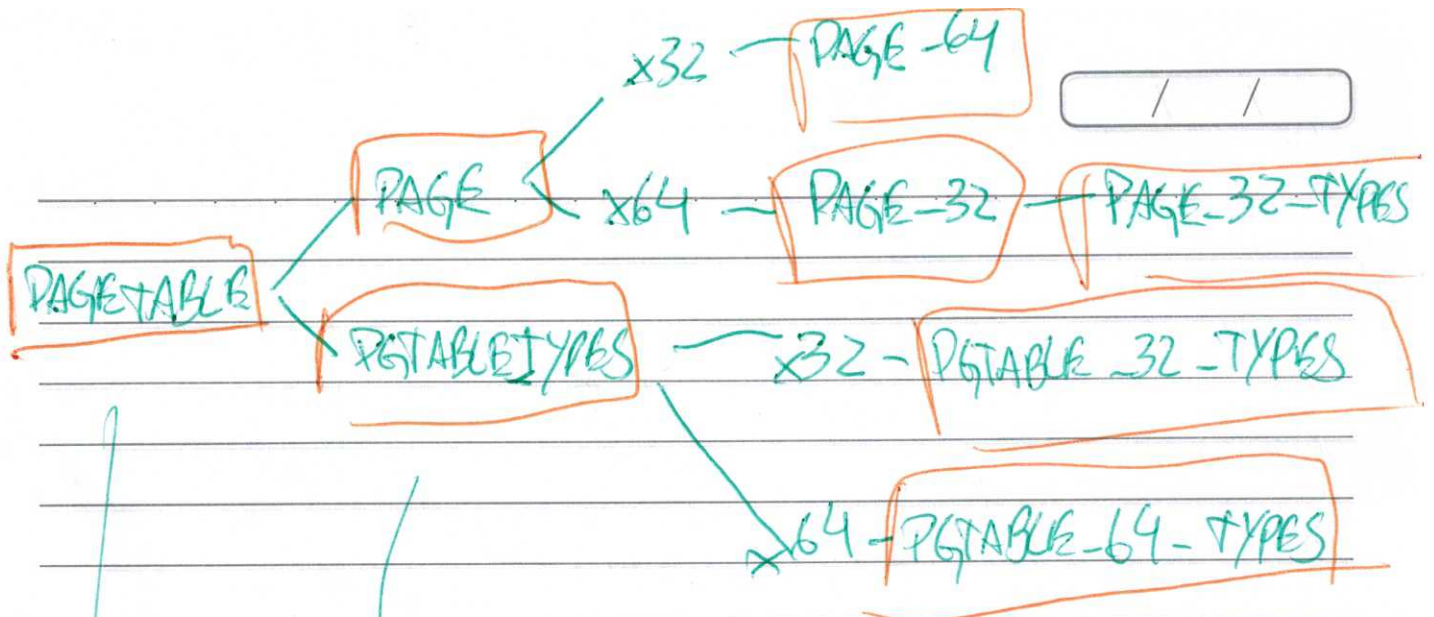 x32 - PAGE-64
/ /
PAGE x64 - PAGE-32 - PAGE-32-TYPES
PAGETABLE
PGTABLETYPES - x32 - PGTABLE-32-TYPES
x64 - PGTABLE-64-TYPES